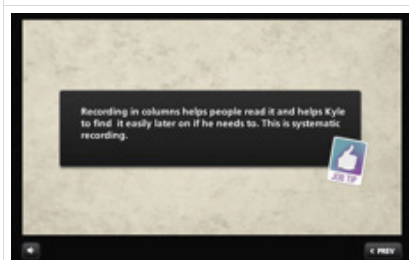 Recording in columns helps people read it and helps Kyle
to find it easily later on if he needs to. This is systematic
recording.
JOB TIP
< PREV